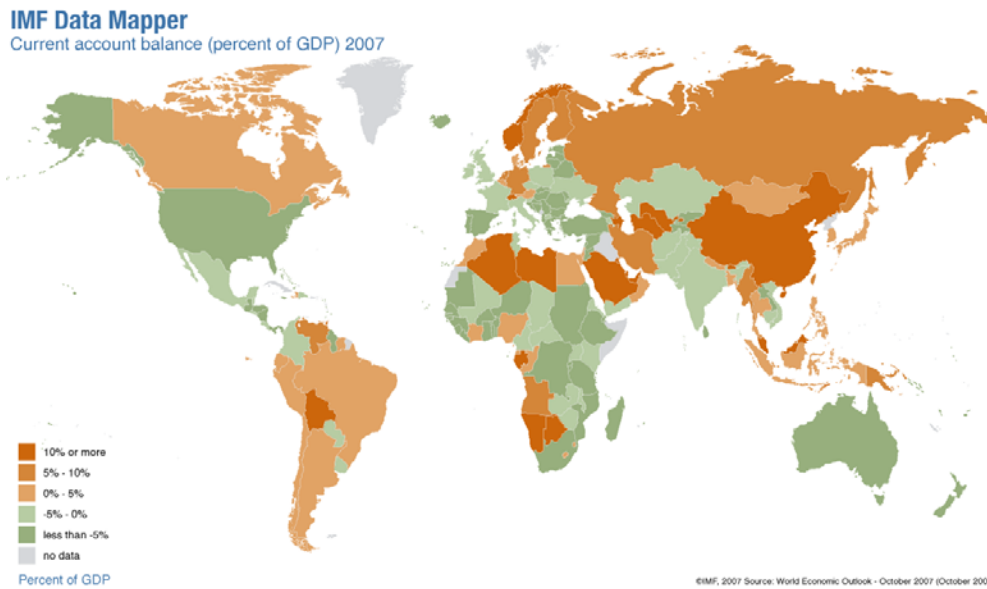 IMF Data Mapper
Current account balance (percent of GDP) 2007
10% or more
5% - 10%
0% - 5%
-5% - 0%
less than -5%
no data
Percent of GDP
©IMF, 2007 Source: World Economic Outlook - October 2007 (October 200